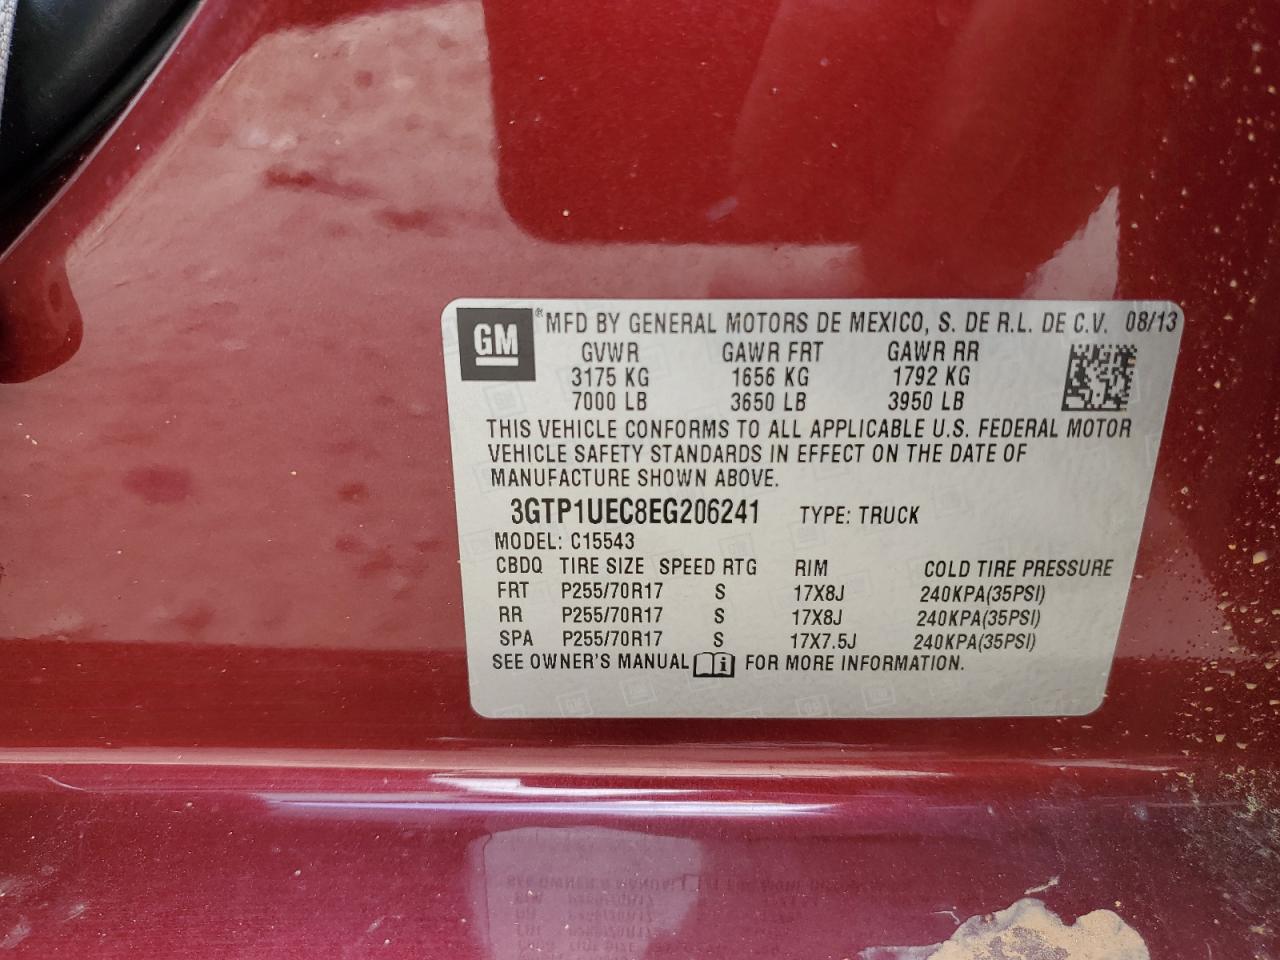 GM ® MFD BY GENERAL MOTORS DE MEXICO, S. DE R.L. DE C.V. 08/13
GVWR GAWR FRT GAWR RR
3175 KG 1656 KG 1792 KG
7000 LB 3650 LB 3950 LB
THIS VEHICLE CONFORMS TO ALL APPLICABLE U.S. FEDERAL MOTOR
VEHICLE SAFETY STANDARDS IN EFFECT ON THE DATE OF
MANUFACTURE SHOWN ABOVE.
3GTP1UEC8EG206241 TYPE: TRUCK
MODEL: C15543
CBDQ TIRE SIZE SPEED RTG RIM COLD TIRE PRESSURE
FRT P255/70R17 S 17X8J 240KPA(35PSI)
RR P255/70R17 S 17X8J 240KPA(35PSI)
SPA P255/70R17 S 17X7.5J 240KPA(35PSI)
SEE OWNER'S MANUAL FOR MORE INFORMATION.